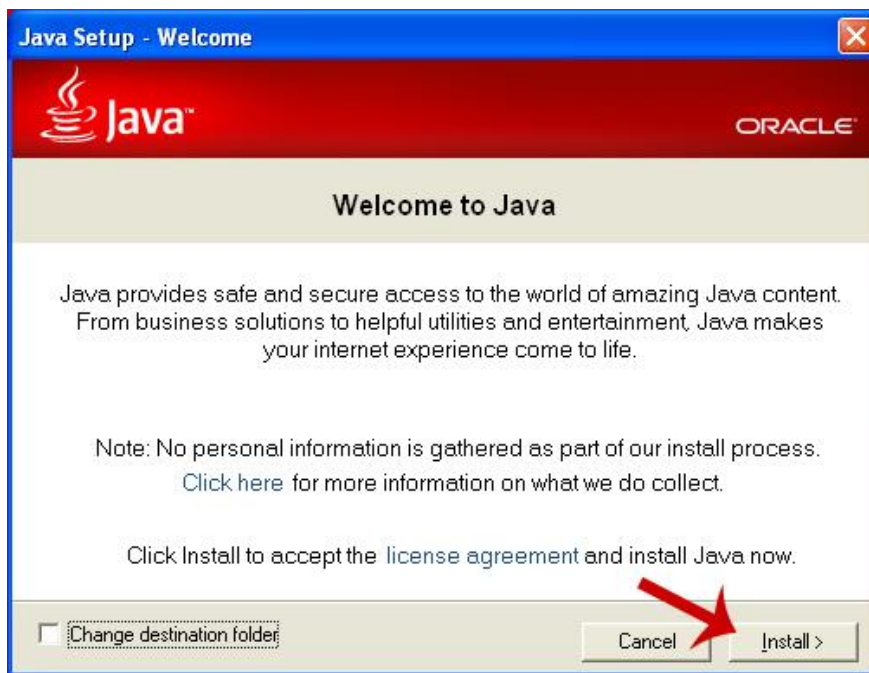 Java Setup - Welcome
Java™
ORACLE®
Welcome to Java
Java provides safe and secure access to the world of amazing Java content.
From business solutions to helpful utilities and entertainment, Java makes
your internet experience come to life.
Note: No personal information is gathered as part of our install process.
Click here for more information on what we do collect.
Click Install to accept the license agreement and install Java now.
Change destination folder
Cancel
Install >